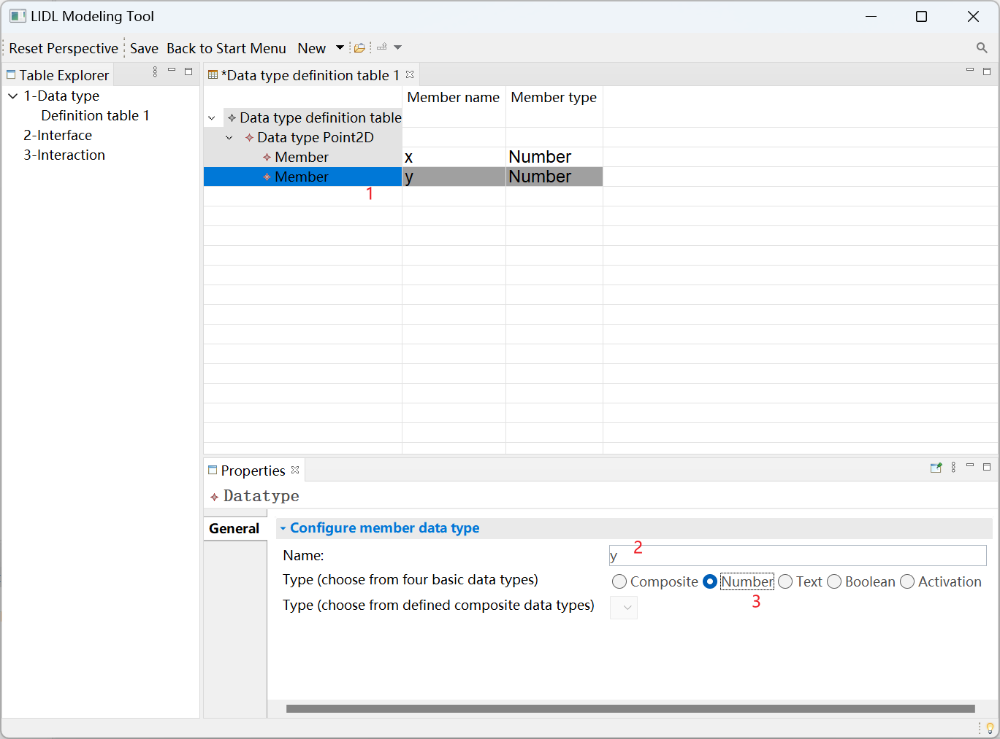 LIDL Modeling Tool
Reset Perspective Save Back to Start Menu New
Table Explorer
*Data type definition table 1
1-Data type
Definition table 1
2-Interface
3-Interaction
Member name Member type
Data type definition table
Data type Point2D
Member x Number
Member y Number
1
Properties
Datatype
General
Configure member data type
Name: y 2
Type (choose from four basic data types) Composite Number Text Boolean Activation
3
Type (choose from defined composite data types)